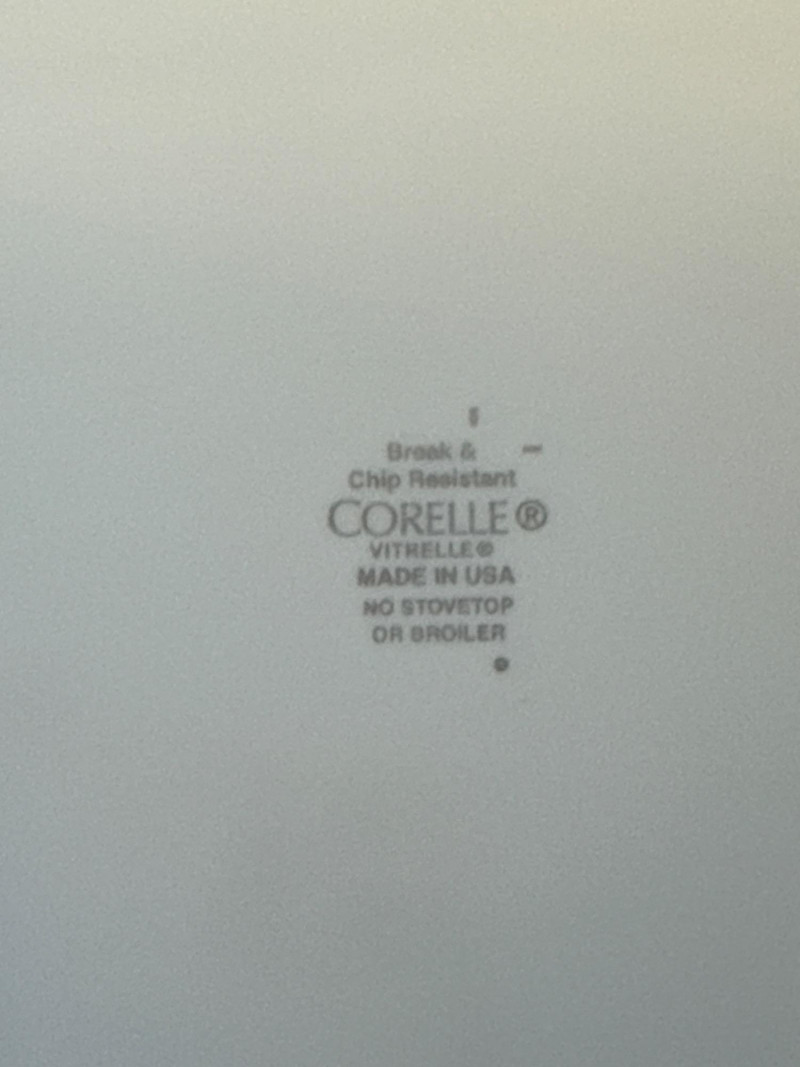 Break &
Chip Resistant
CORELLE®
VITRELLE®
MADE IN USA
NO STOVETOP
OR BROILER